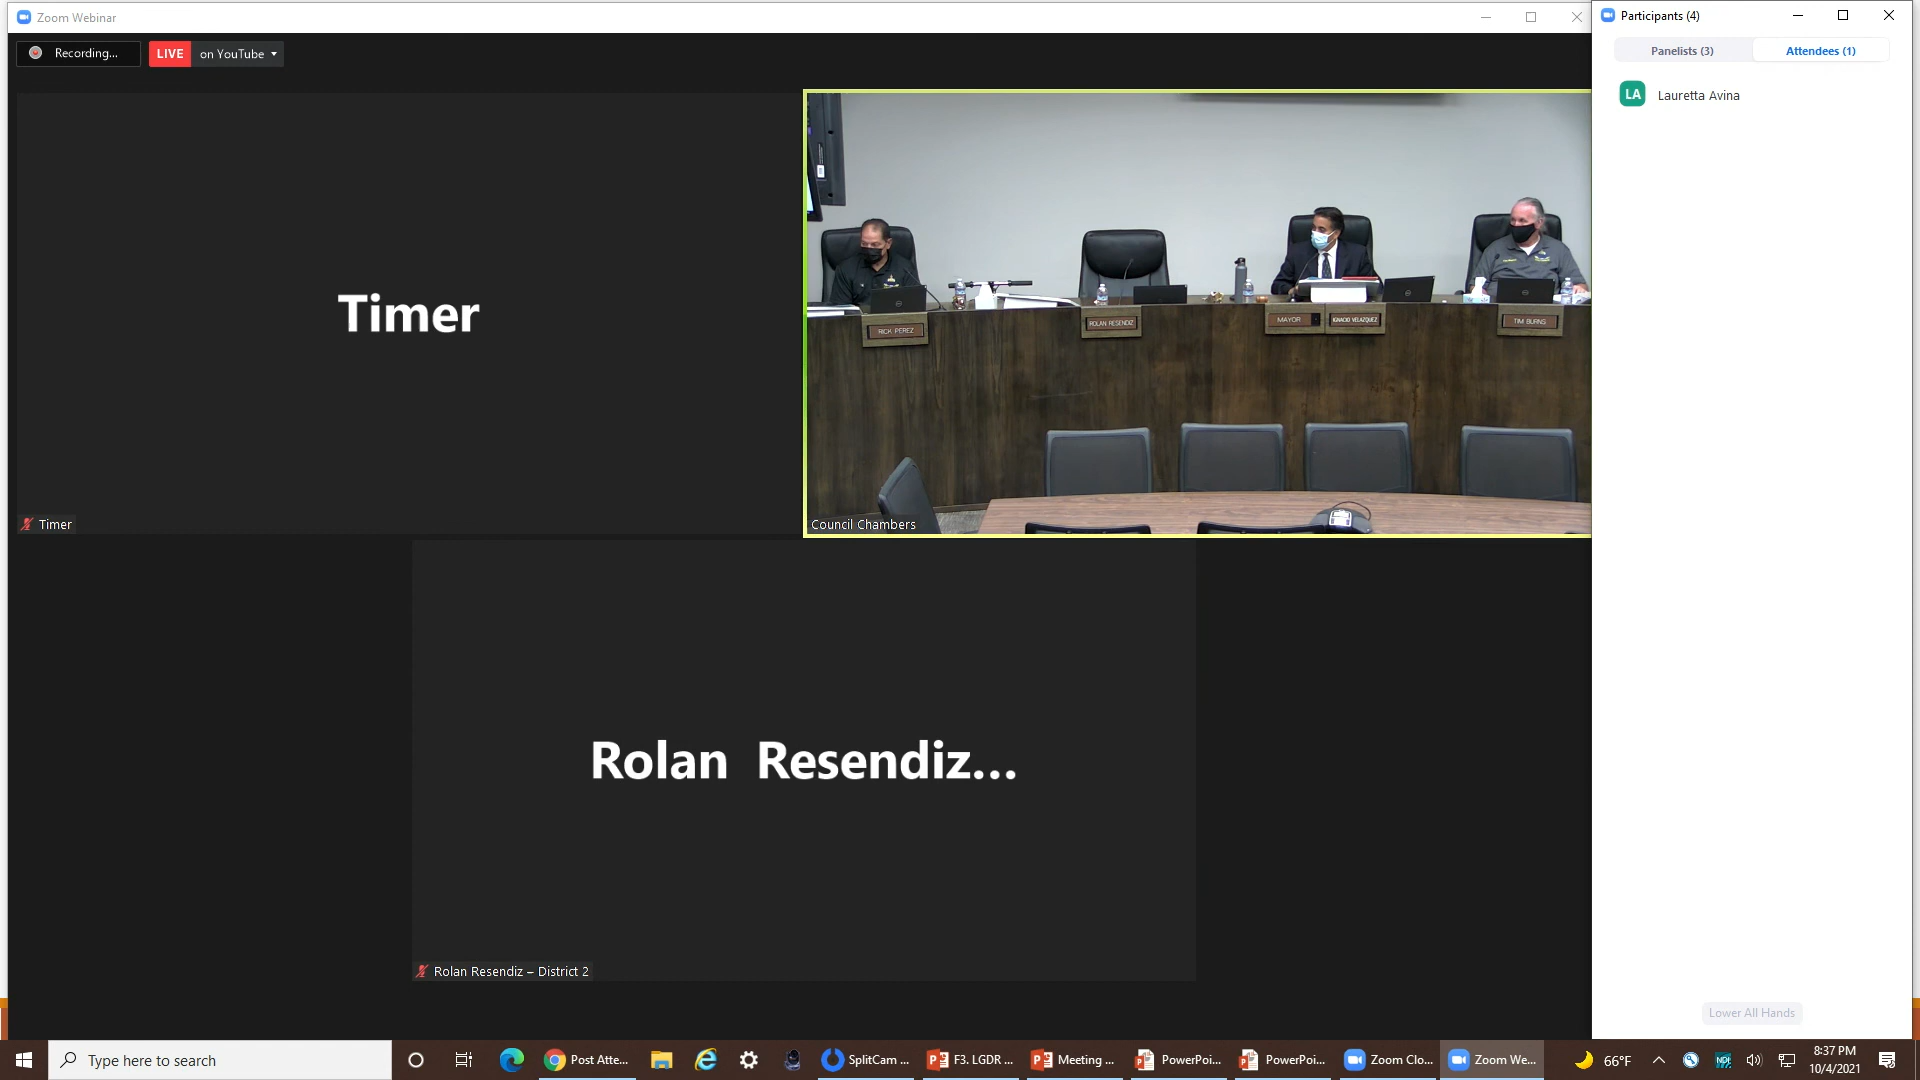 Zoom Webinar
Participants (4)
Recording...
LIVE on YouTube
Panelists (3)
Attendees (1)
LA Lauretta Avina
Timer
Timer
RICK PEREZ
ROLAN RESENDIZ
MAYOR
IGNACIO VELAZQUEZ
TIM BURNS
Council Chambers
Rolan Resendiz...
Rolan Resendiz – District 2
Lower All Hands
Type here to search
Post Atte...
SplitCam ...
F3. LGDR ...
Meeting ...
PowerPoi...
PowerPoi...
Zoom Clo...
Zoom We...
66°F
8:37 PM
10/4/2021